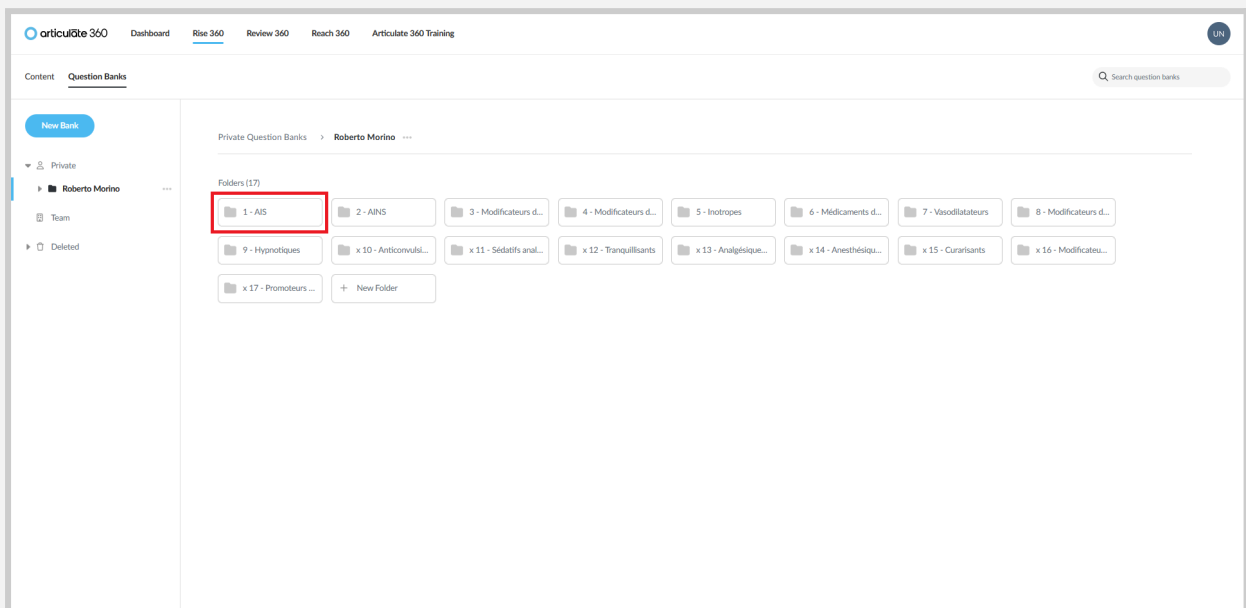 articulate 360 Dashboard Rise 360 Review 360 Reach 360 Articulate 360 Training UN
Content Question Banks Search question banks
New Bank
Private Question Banks > Roberto Morino ...
Private
Roberto Morino ...
Team
Deleted
Folders (17)
1 - AIS 2 - AINS 3 - Modificateurs d... 4 - Modificateurs d... 5 - Inotropes 6 - Médicaments d... 7 - Vasodilatateurs 8 - Modificateurs d...
9 - Hypnotiques x 10 - Anticonvulsi... x 11 - Sédatifs anal... x 12 - Tranquillisants x 13 - Analgésique... x 14 - Anesthésiqu... x 15 - Curarisants x 16 - Modificateu...
x 17 - Promoteurs ... + New Folder